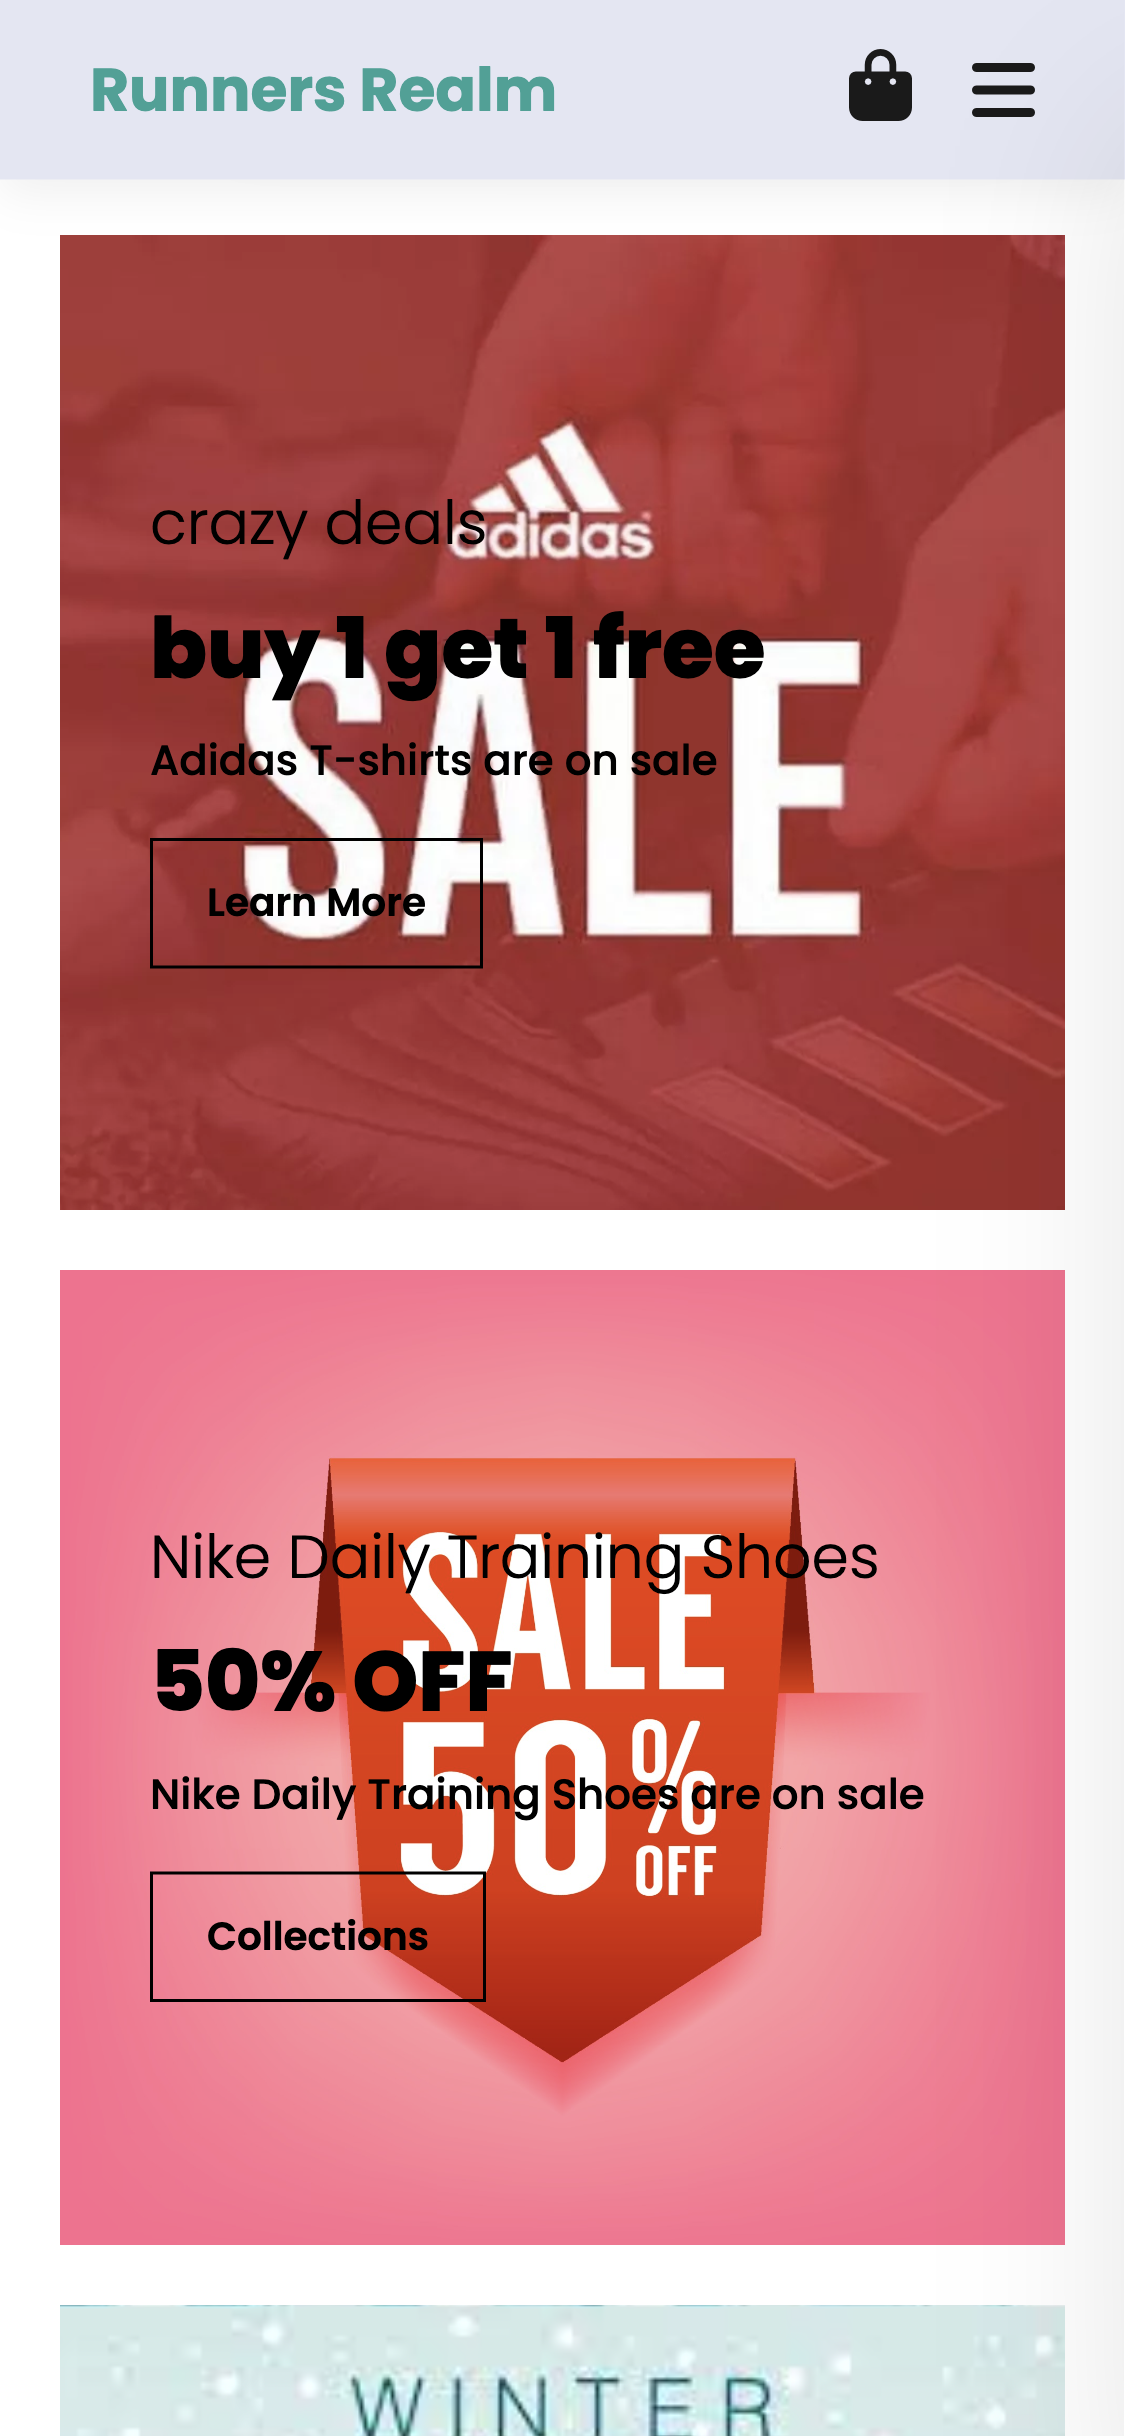 Runners Realm
adidas
crazy deals
SALE
buy 1 get 1 free
Adidas T-shirts are on sale
Learn More
SALE
50% OFF
Nike Daily Training Shoes
50% OFF
Nike Daily Training Shoes are on sale
Collections
WINTER